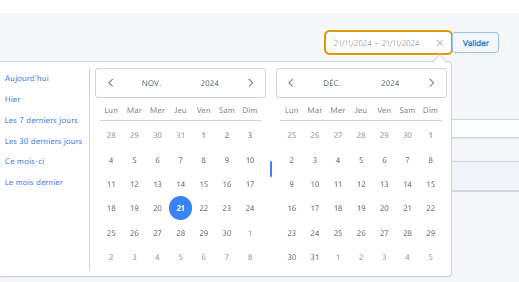 21/11/2024 ~ 21/11/2024 Valider
Aujourd'hui
Hier
Les 7 derniers jours
Les 30 derniers jours
Ce mois-ci
Le mois dernier
NOV. 2024
Lun Mar Mer Jeu Ven Sam Dim
28 29 30 31 1 2 3
4 5 6 7 8 9 10
11 12 13 14 15 16 17
18 19 20 21 22 23 24
25 26 27 28 29 30 1
2 3 4 5 6 7 8
DÉC. 2024
Lun Mar Mer Jeu Ven Sam Dim
25 26 27 28 29 30 1
2 3 4 5 6 7 8
9 10 11 12 13 14 15
16 17 18 19 20 21 22
23 24 25 26 27 28 29
30 31 1 2 3 4 5